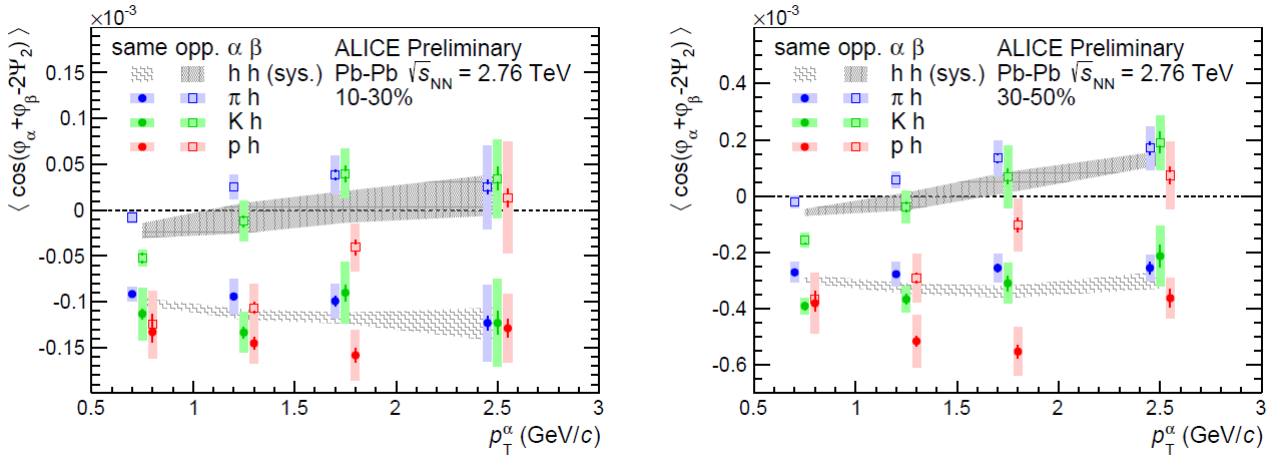 ×10⁻³
⟨ cos(φα+φβ-2Ψ₂) ⟩
same opp. α β
h h (sys.)
π h
K h
p h
ALICE Preliminary
Pb-Pb √sNN = 2.76 TeV
10-30%
0.15
0.1
0.05
0
-0.05
-0.1
-0.15
0.5 1 1.5 2 2.5 3
pTα (GeV/c)
×10⁻³
⟨ cos(φα+φβ-2Ψ₂) ⟩
same opp. α β
h h (sys.)
π h
K h
p h
ALICE Preliminary
Pb-Pb √sNN = 2.76 TeV
30-50%
0.4
0.2
0
-0.2
-0.4
-0.6
0.5 1 1.5 2 2.5 3
pTα (GeV/c)